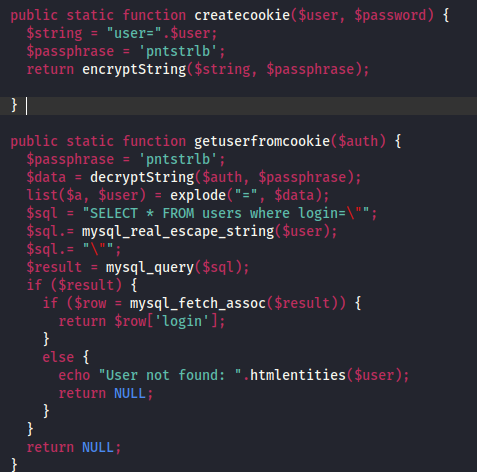 public static function createcookie($user, $password) {
  $string = "user=".$user;
  $passphrase = 'pntstrlb';
  return encryptString($string, $passphrase);
}
public static function getuserfromcookie($auth) {
  $passphrase = 'pntstrlb';
  $data = decryptString($auth, $passphrase);
  list($a, $user) = explode("=", $data);
  $sql = "SELECT * FROM users where login=\"";
  $sql.= mysql_real_escape_string($user);
  $sql.= "\"";
  $result = mysql_query($sql);
  if ($result) {
    if ($row = mysql_fetch_assoc($result)) {
      return $row['login'];
    }
    else {
      echo "User not found: ".htmlentities($user);
      return NULL;
    }
  }
  return NULL;
}